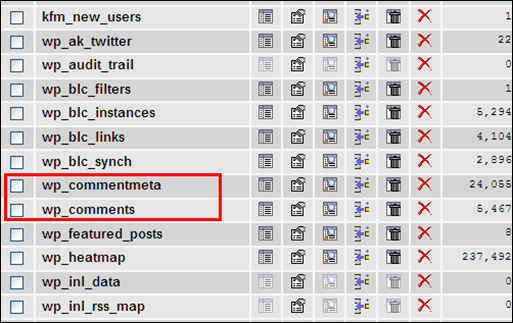 kfm_new_users 1
wp_ak_twitter 22
wp_audit_trail 0
wp_blc_filters 1
wp_blc_instances 5,294
wp_blc_links 4,104
wp_blc_synch 2,896
wp_commentmeta 24,055
wp_comments 5,467
wp_featured_posts 8
wp_heatmap 237,492
wp_inl_data 0
wp_inl_rss_map 0